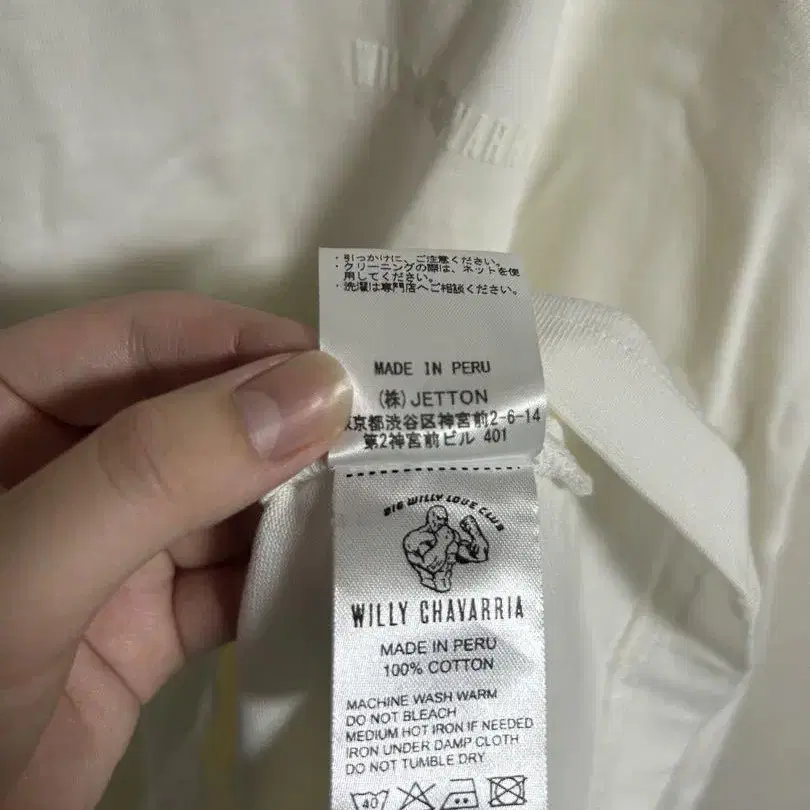 WILLY CHAVARR
・引っかけに、ご注意ください。
・クリーニングの際は、ネットを使
用してください。
・洗濯は専門店へご相談ください。
MADE IN PERU
(株)JETTON
京都渋谷区神宮前2-6-14
第2神宮前ビル 401
BIG WILLY LOVE CLUB
WILLY CHAVARRIA
MADE IN PERU
100% COTTON
MACHINE WASH WARM
DO NOT BLEACH
MEDIUM HOT IRON IF NEEDED
IRON UNDER DAMP CLOTH
DO NOT TUMBLE DRY
40